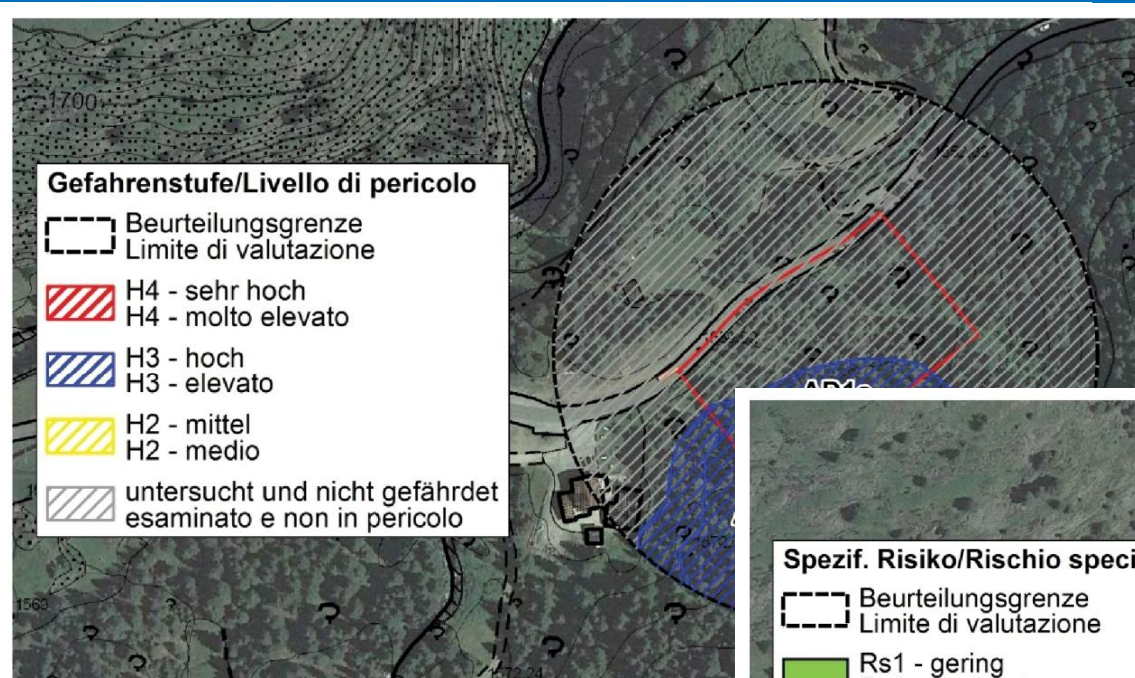 1700
Gefahrenstufe/Livello di pericolo
Beurteilungsgrenze
Limite di valutazione
H4 - sehr hoch
H4 - molto elevato
H3 - hoch
H3 - elevato
H2 - mittel
H2 - medio
untersucht und nicht gefährdet
esaminato e non in pericolo
1569
1572.24
Spezif. Risiko/Rischio speci
Beurteilungsgrenze
Limite di valutazione
Rs1 - gering